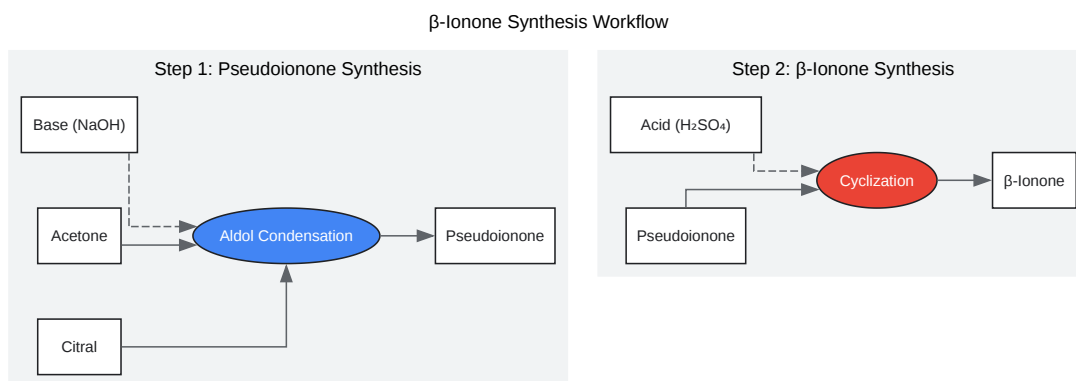 β-Ionone Synthesis Workflow
Step 1: Pseudoionone Synthesis
Base (NaOH)
Acetone
Aldol Condensation
Pseudoionone
Citral
Step 2: β-Ionone Synthesis
Acid (H₂SO₄)
Cyclization
β-Ionone
Pseudoionone